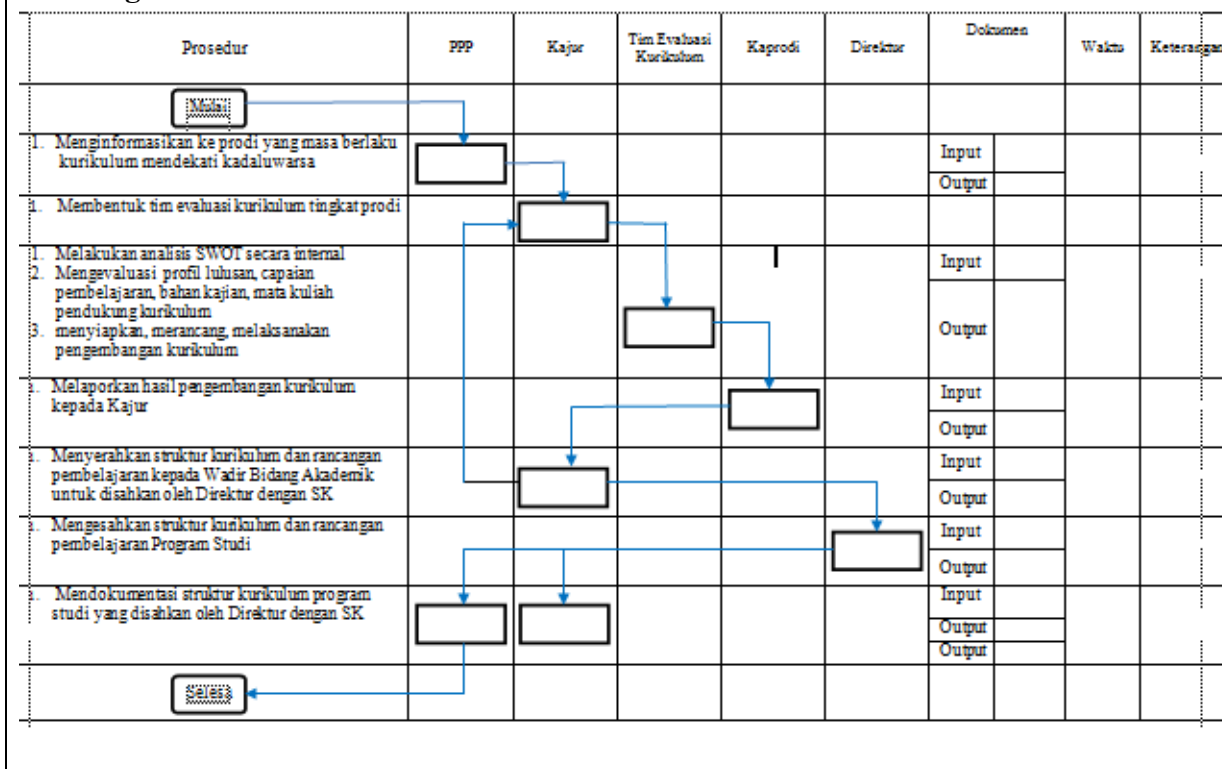 Prosedur
PPP
Kajur
Tim Evaluasi
Kurikulum
Kaprodi
Direktur
Dokumen
Waktu
Keterangan
Mulai
1. Menginformasikan ke prodi yang masa berlaku
kurikulum mendekati kadaluwarsa
Input
Output
1. Membentuk tim evaluasi kurikulum tingkat prodi
1. Melakukan analisis SWOT secara internal
2. Mengevaluasi profil lulusan, capaian
pembelajaran, bahan kajian, mata kuliah
pendukung kurikulum
3. menyiapkan, merancang, melaksanakan
pengembangan kurikulum
Input
Output
Melaporkan hasil pengembangan kurikulum
kepada Kajur
Input
Output
Menyerahkan struktur kurikulum dan rancangan
pembelajaran kepada Wadir Bidang Akademik
untuk disahkan oleh Direktur dengan SK
Input
Output
Mengesahkan struktur kurikulum dan rancangan
pembelajaran Program Studi
Input
Output
Mendokumentasi struktur kurikulum program
studi yang disahkan oleh Direktur dengan SK
Input
Output
Output
Selesa